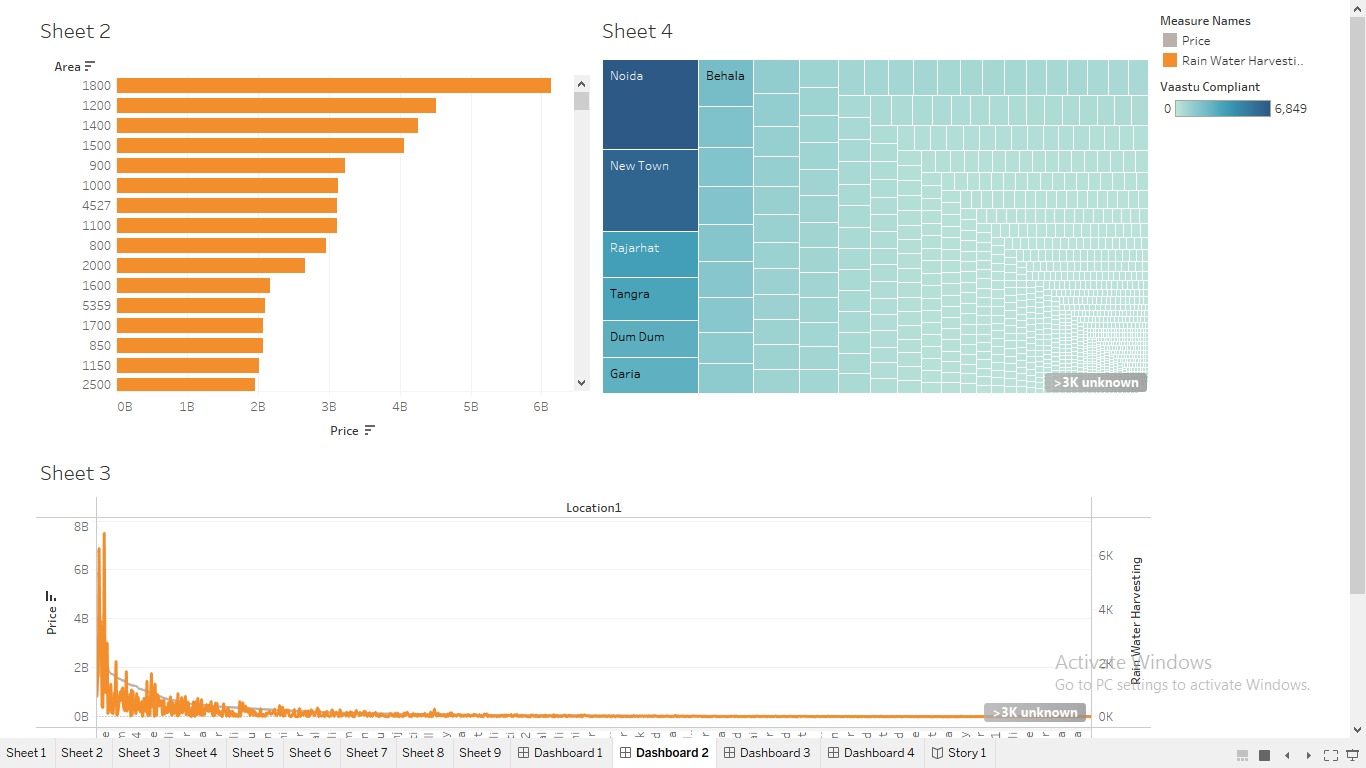 Sheet 2
Area
1800
1200
1400
1500
900
1000
4527
1100
800
2000
1600
5359
1700
850
1150
2500
0B 1B 2B 3B 4B 5B 6B
Price
Sheet 4
Noida
New Town
Rajarhat
Tangra
Dum Dum
Garia
Behala
>3K unknown
Measure Names
Price
Rain Water Harvesti..
Vaastu Compliant
0 6,849
Sheet 3
Location1
8B
6B
4B
2B
0B
Price
6K
4K
2K
0K
Rain Water Harvesting
>3K unknown
Activate Windows
Go to PC settings to activate Windows.
Sheet 1 Sheet 2 Sheet 3 Sheet 4 Sheet 5 Sheet 6 Sheet 7 Sheet 8 Sheet 9 Dashboard 1 Dashboard 2 Dashboard 3 Dashboard 4 Story 1